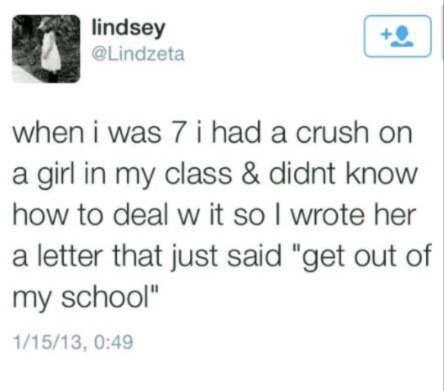 lindsey
@Lindzeta
when i was 7 i had a crush on
a girl in my class & didnt know
how to deal w it so I wrote her
a letter that just said "get out of
my school"
1/15/13, 0:49